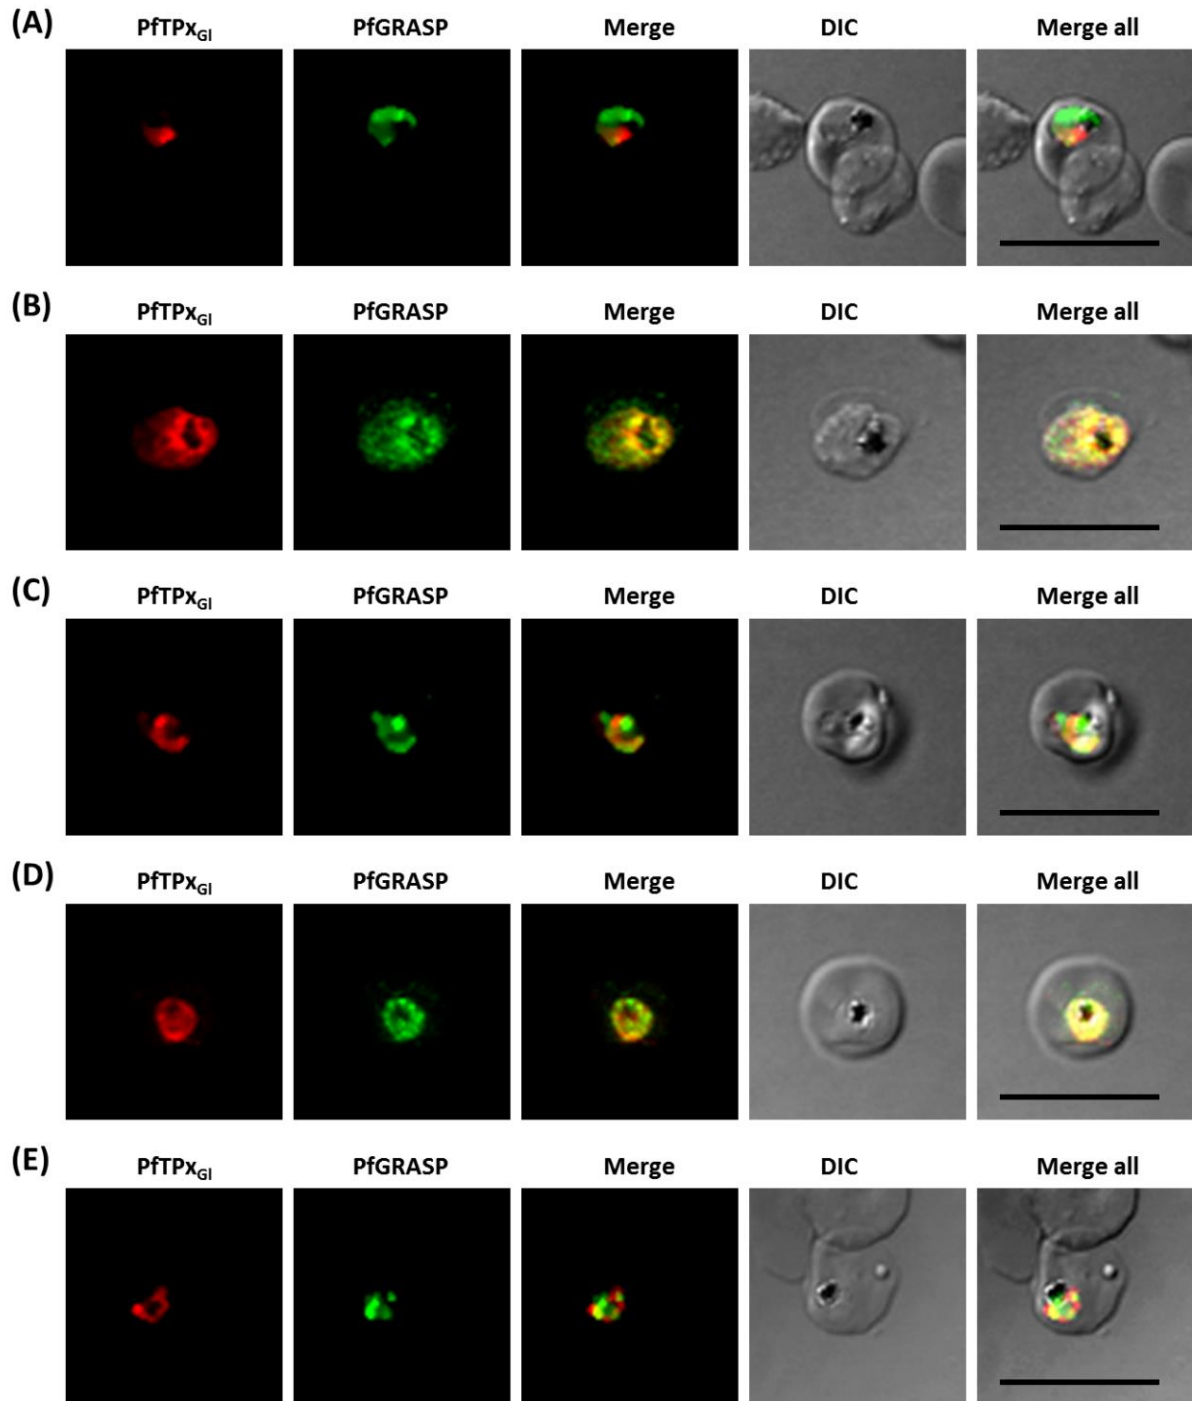 (A) PfTPxGl PfGRASP Merge DIC Merge all
(B) PfTPxGl PfGRASP Merge DIC Merge all
(C) PfTPxGl PfGRASP Merge DIC Merge all
(D) PfTPxGl PfGRASP Merge DIC Merge all
(E) PfTPxGl PfGRASP Merge DIC Merge all